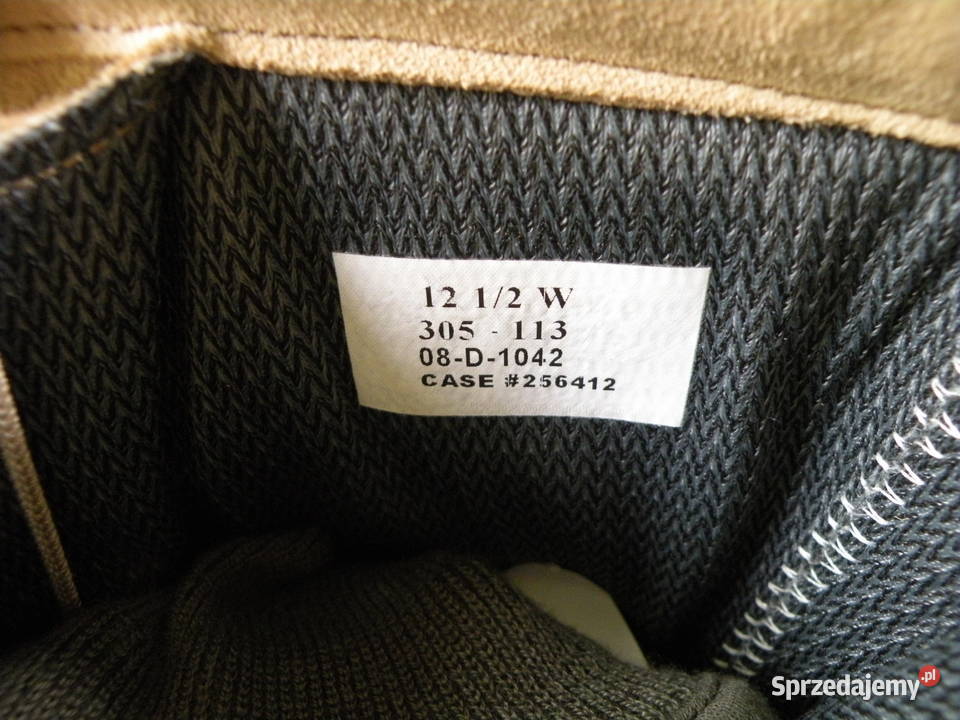 12 1/2 W
305 - 113
08-D-1042
CASE #256412
Sprzedajemy.pl